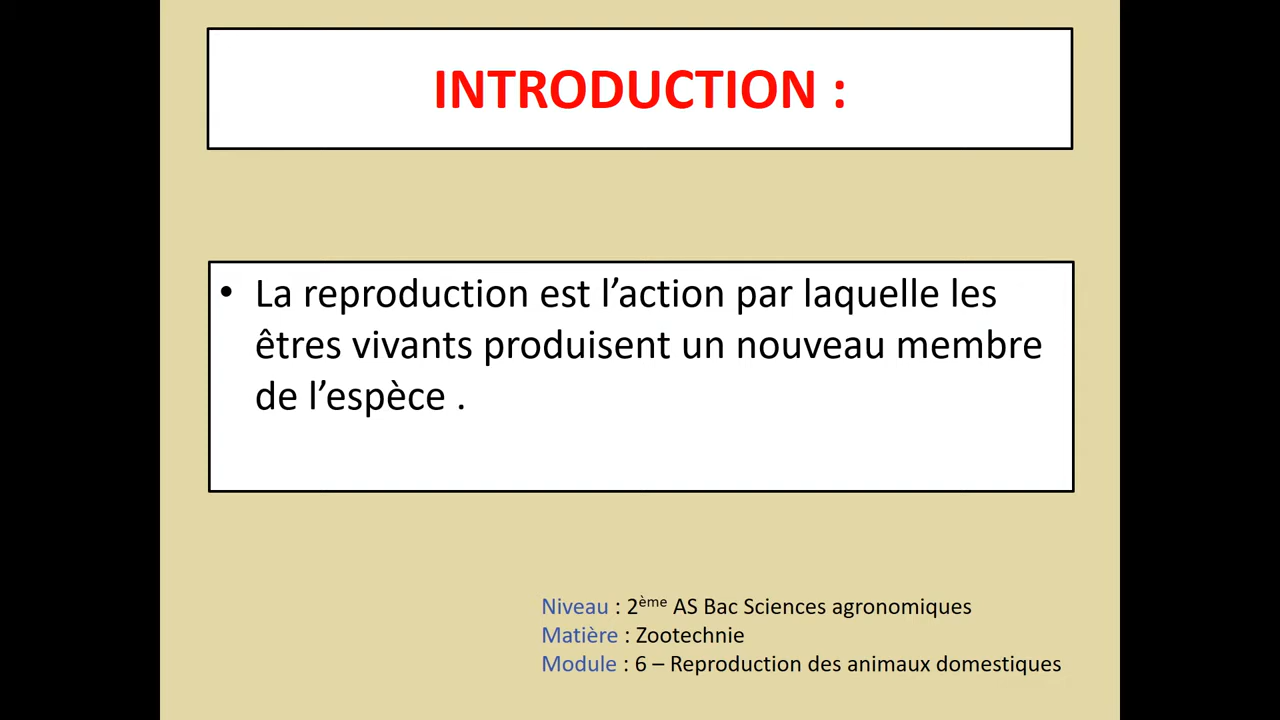 INTRODUCTION :
• La reproduction est l’action par laquelle les
êtres vivants produisent un nouveau membre
de l’espèce .
Niveau : 2ème AS Bac Sciences agronomiques
Matière : Zootechnie
Module : 6 – Reproduction des animaux domestiques